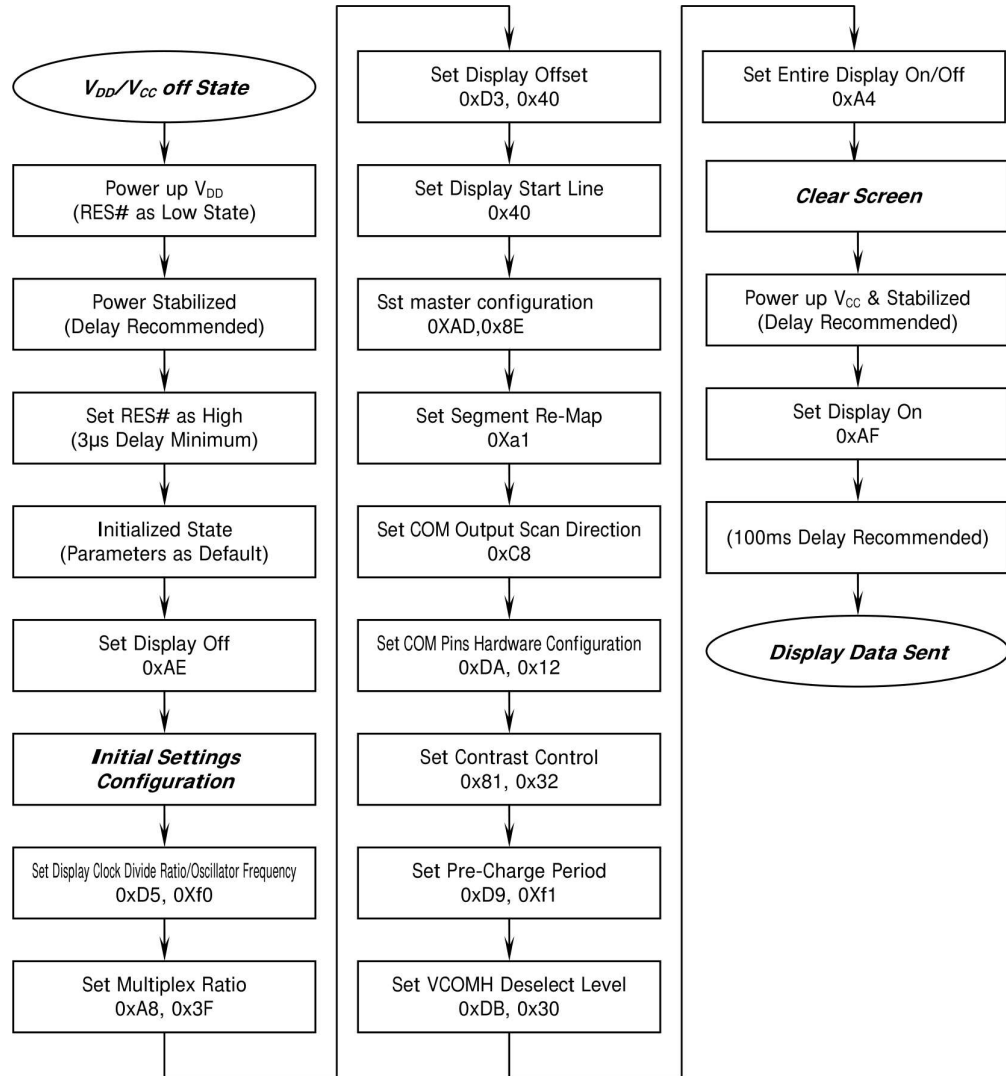 VDD/VCC off State
Power up VDD
(RES# as Low State)
Power Stabilized
(Delay Recommended)
Set RES# as High
(3µs Delay Minimum)
Initialized State
(Parameters as Default)
Set Display Off
0xAE
Initial Settings
Configuration
Set Display Clock Divide Ratio/Oscillator Frequency
0xD5, 0Xf0
Set Multiplex Ratio
0xA8, 0x3F
Set Display Offset
0xD3, 0x40
Set Display Start Line
0x40
Sst master configuration
0XAD,0x8E
Set Segment Re-Map
0Xa1
Set COM Output Scan Direction
0xC8
Set COM Pins Hardware Configuration
0xDA, 0x12
Set Contrast Control
0x81, 0x32
Set Pre-Charge Period
0xD9, 0Xf1
Set VCOMH Deselect Level
0xDB, 0x30
Set Entire Display On/Off
0xA4
Clear Screen
Power up VCC & Stabilized
(Delay Recommended)
Set Display On
0xAF
(100ms Delay Recommended)
Display Data Sent